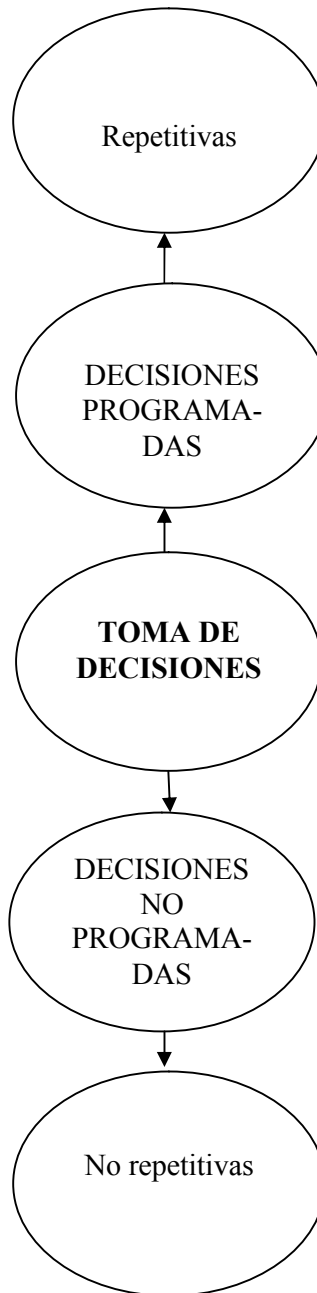 Repetitivas
DECISIONES
PROGRAMA-
DAS
TOMA DE
DECISIONES
DECISIONES
NO
PROGRAMA-
DAS
No repetitivas